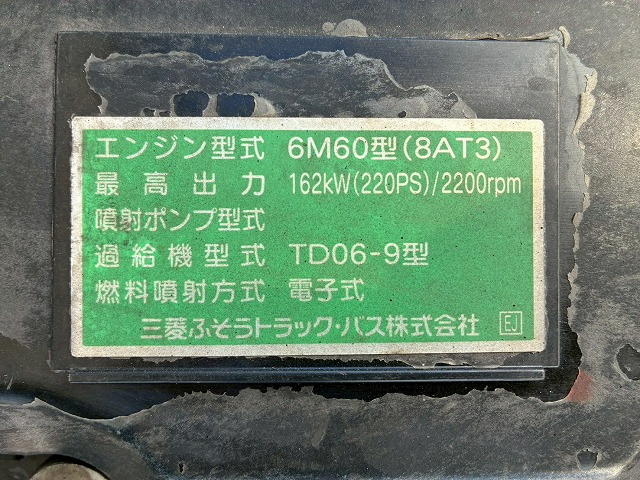 エンジン型式 6M60型(8AT3)
最高出力 162kW(220PS)/2200rpm
噴射ポンプ型式
過給機型式 TD06-9型
燃料噴射方式 電子式
三菱ふそうトラック・バス株式会社 EJ